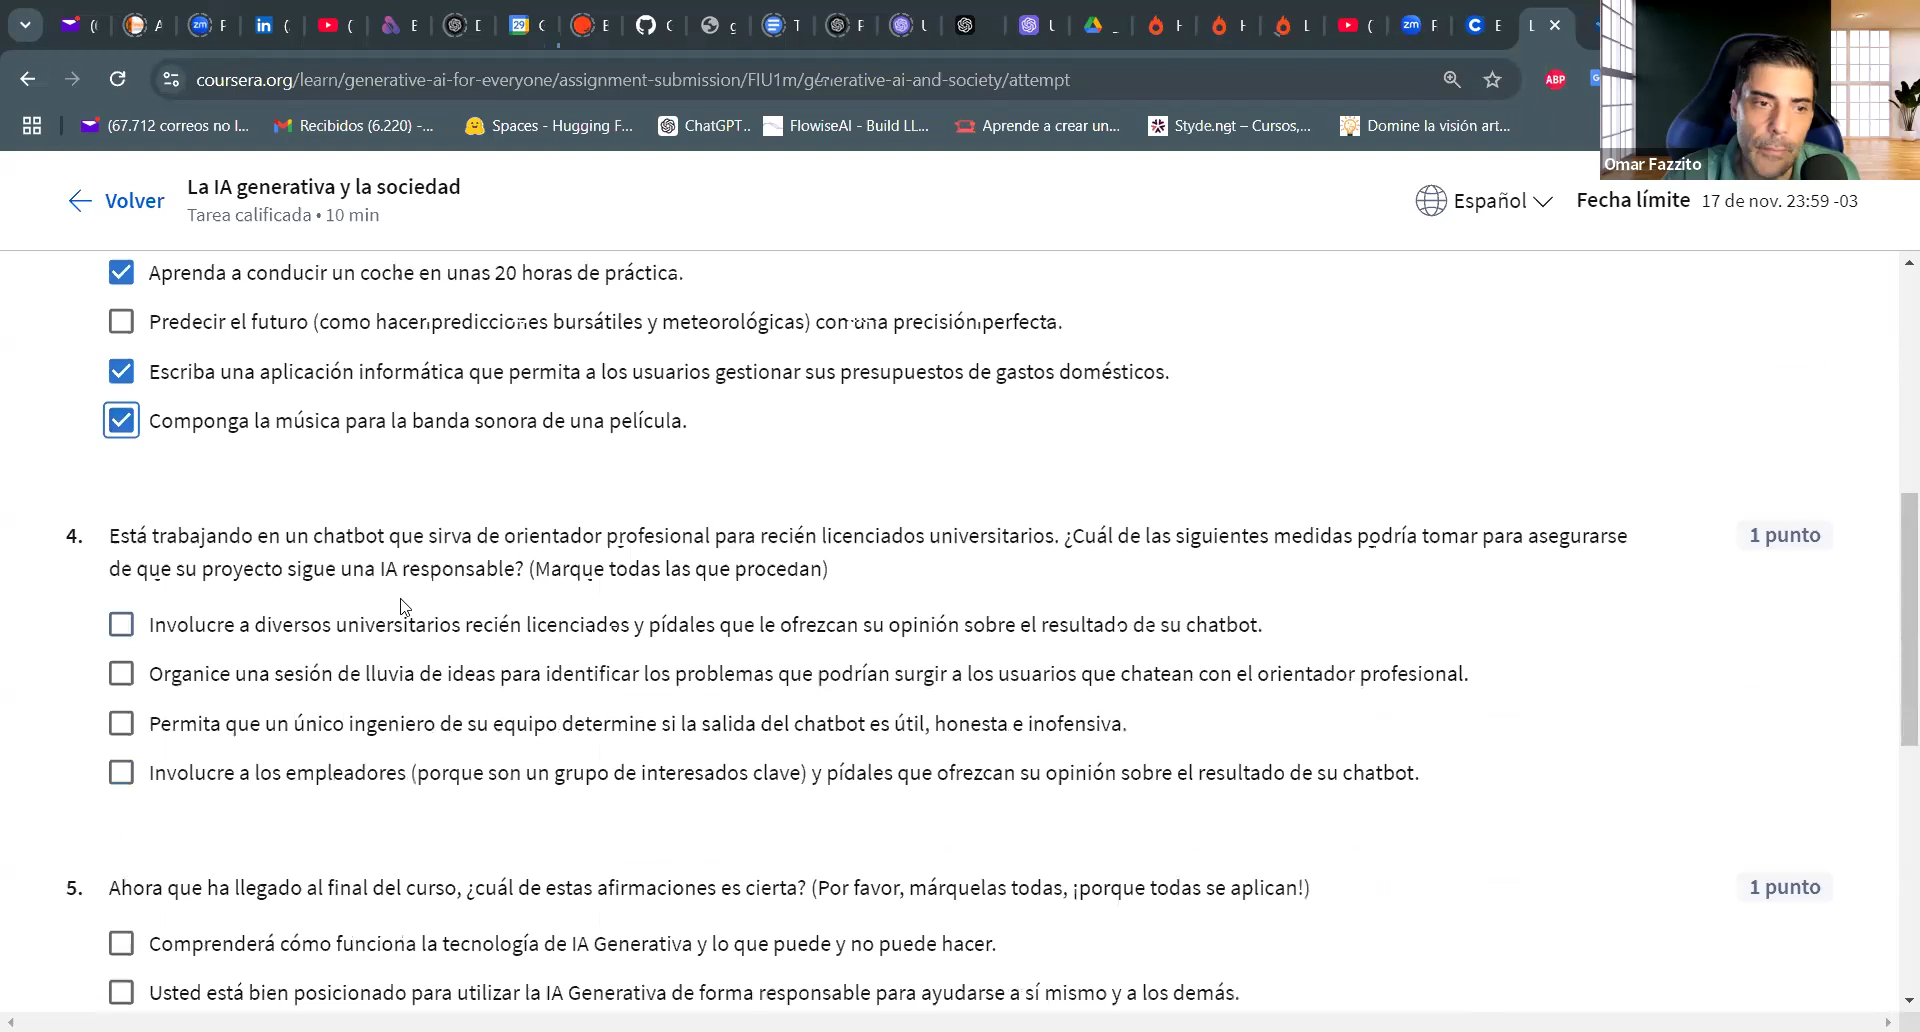 coursera.org/learn/generative-ai-for-everyone/assignment-submission/FIU1m/generative-ai-and-society/attempt
ABP
(67.712 correos no l...
Recibidos (6.220) -...
Spaces - Hugging F...
ChatGPT..
FlowiseAI - Build LL...
Aprende a crear un...
Styde.net – Cursos,...
Domine la visión art...
Omar Fazzito
Volver
La IA generativa y la sociedad
Tarea calificada • 10 min
Español
Fecha límite 17 de nov. 23:59 -03
Aprenda a conducir un coche en unas 20 horas de práctica.
Predecir el futuro (como hacer predicciones bursátiles y meteorológicas) con una precisión perfecta.
Escriba una aplicación informática que permita a los usuarios gestionar sus presupuestos de gastos domésticos.
Componga la música para la banda sonora de una película.
4. Está trabajando en un chatbot que sirva de orientador profesional para recién licenciados universitarios. ¿Cuál de las siguientes medidas podría tomar para asegurarse 1 punto
de que su proyecto sigue una IA responsable? (Marque todas las que procedan)
Involucre a diversos universitarios recién licenciados y pídales que le ofrezcan su opinión sobre el resultado de su chatbot.
Organice una sesión de lluvia de ideas para identificar los problemas que podrían surgir a los usuarios que chatean con el orientador profesional.
Permita que un único ingeniero de su equipo determine si la salida del chatbot es útil, honesta e inofensiva.
Involucre a los empleadores (porque son un grupo de interesados clave) y pídales que ofrezcan su opinión sobre el resultado de su chatbot.
5. Ahora que ha llegado al final del curso, ¿cuál de estas afirmaciones es cierta? (Por favor, márquelas todas, ¡porque todas se aplican!) 1 punto
Comprenderá cómo funciona la tecnología de IA Generativa y lo que puede y no puede hacer.
Usted está bien posicionado para utilizar la IA Generativa de forma responsable para ayudarse a sí mismo y a los demás.